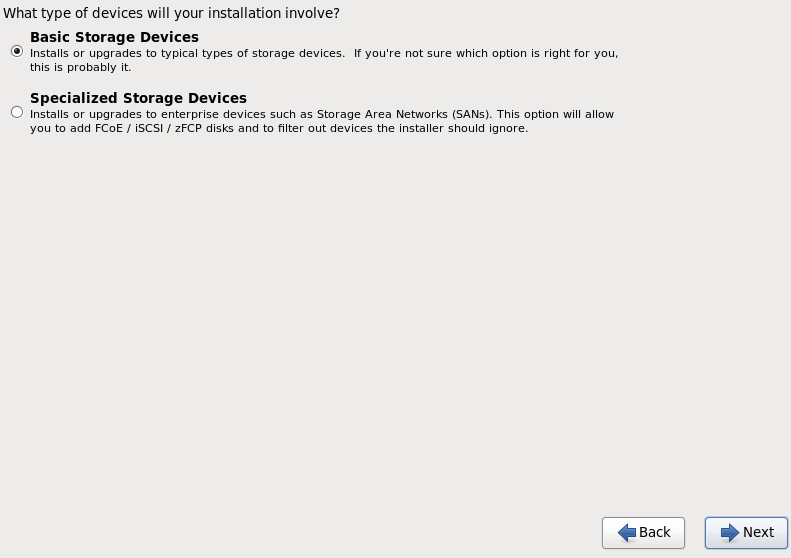 What type of devices will your installation involve?
Basic Storage Devices
Installs or upgrades to typical types of storage devices.  If you're not sure which option is right for you,
this is probably it.
Specialized Storage Devices
Installs or upgrades to enterprise devices such as Storage Area Networks (SANs). This option will allow
you to add FCoE / iSCSI / zFCP disks and to filter out devices the installer should ignore.
Back
Next